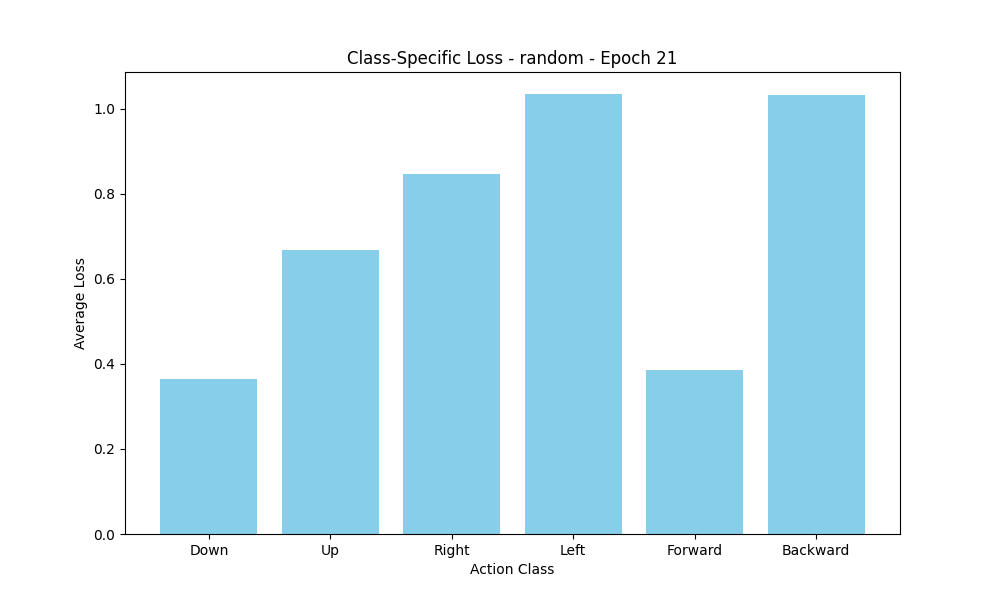 Class-Specific Loss - random - Epoch 21
Average Loss
1.0
0.8
0.6
0.4
0.2
0.0
Down Up Right Left Forward Backward
Action Class